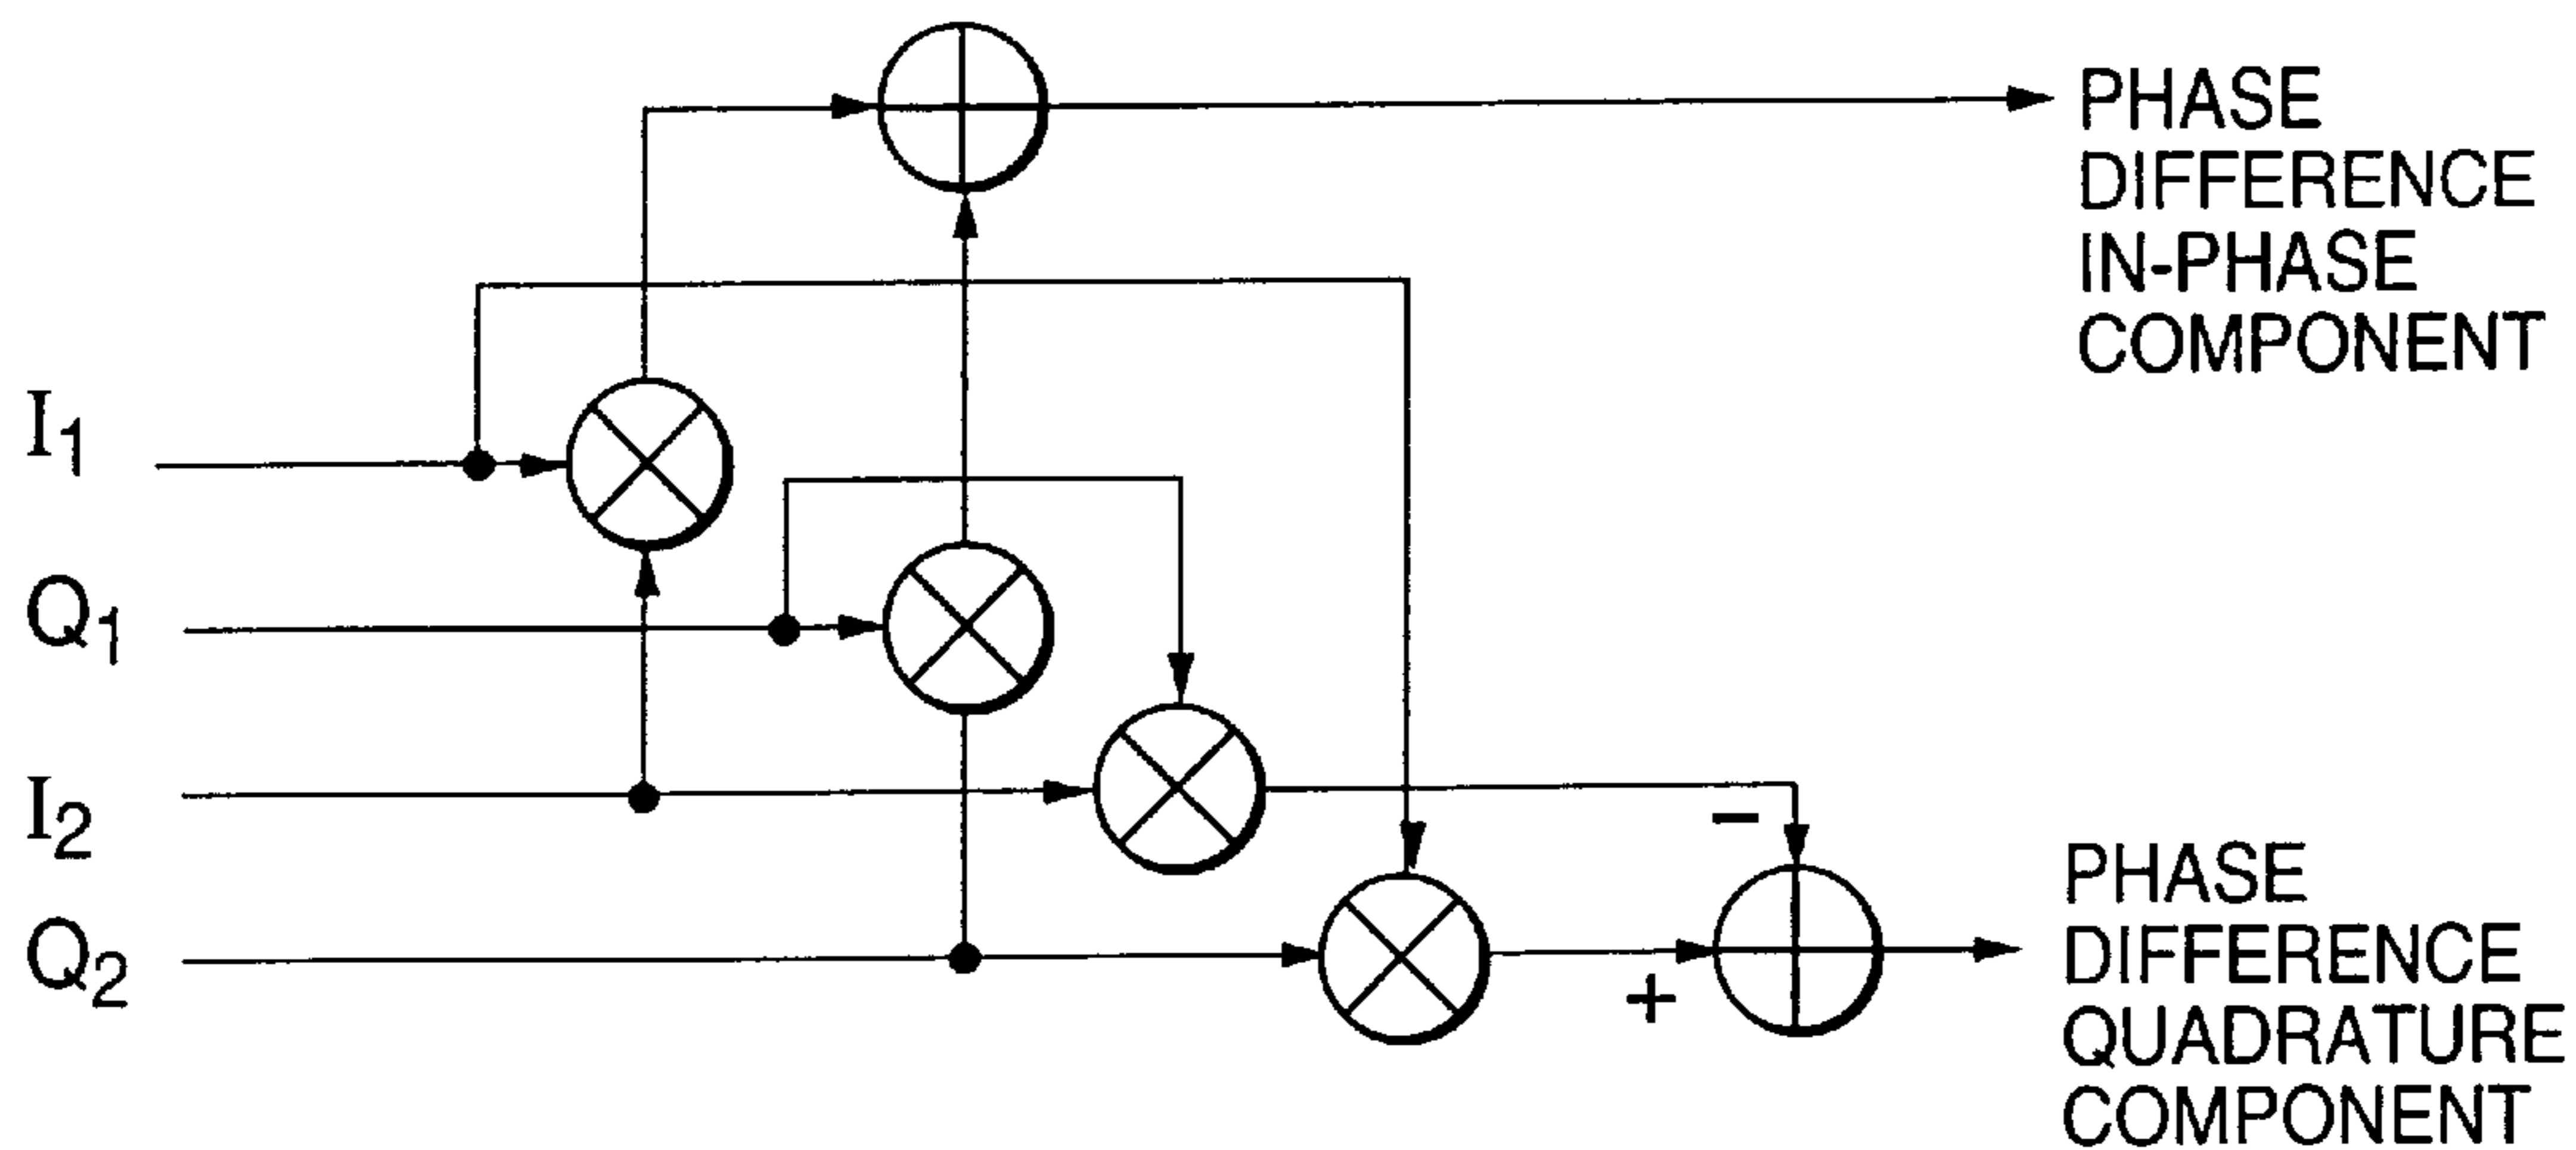 PHASE
DIFFERENCE
IN-PHASE
COMPONENT
I1
Q1
I2
Q2
−
+
PHASE
DIFFERENCE
QUADRATURE
COMPONENT